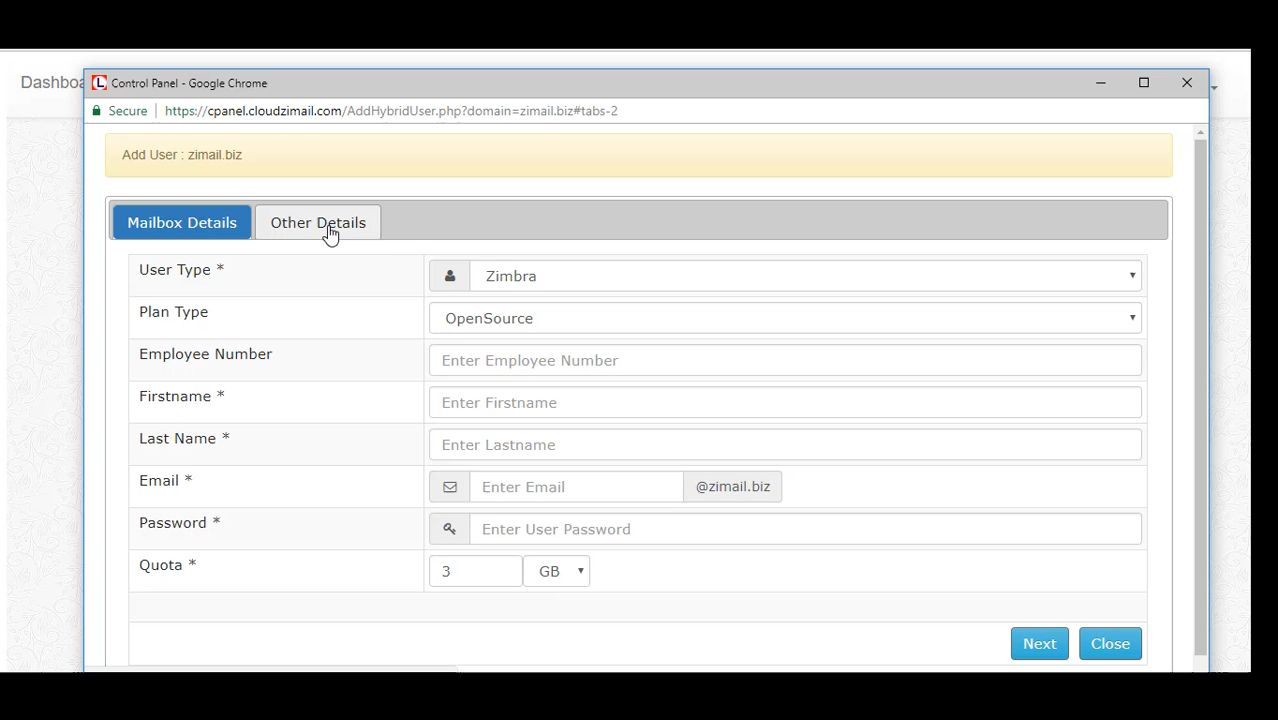 Dashboa
Control Panel - Google Chrome
Secure https://cpanel.cloudzimail.com/AddHybridUser.php?domain=zimail.biz#tabs-2
Add User : zimail.biz
Mailbox Details Other Details
User Type * Zimbra
Plan Type OpenSource
Employee Number Enter Employee Number
Firstname * Enter Firstname
Last Name * Enter Lastname
Email * Enter Email @zimail.biz
Password * Enter User Password
Quota * 3 GB
Next Close